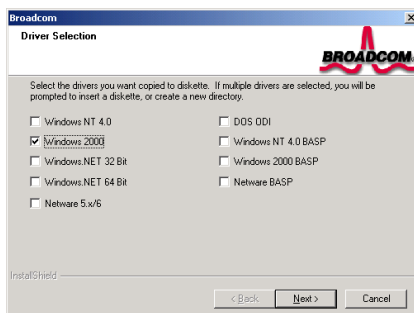 Broadcom
Driver Selection
BROADCOM
Select the drivers you want copied to diskette. If multiple drivers are selected, you will be
prompted to insert a diskette, or create a new directory.
Windows NT 4.0
Windows 2000
Windows.NET 32 Bit
Windows.NET 64 Bit
Netware 5.x/6
DOS ODI
Windows NT 4.0 BASP
Windows 2000 BASP
Netware BASP
InstallShield
< Back
Next >
Cancel